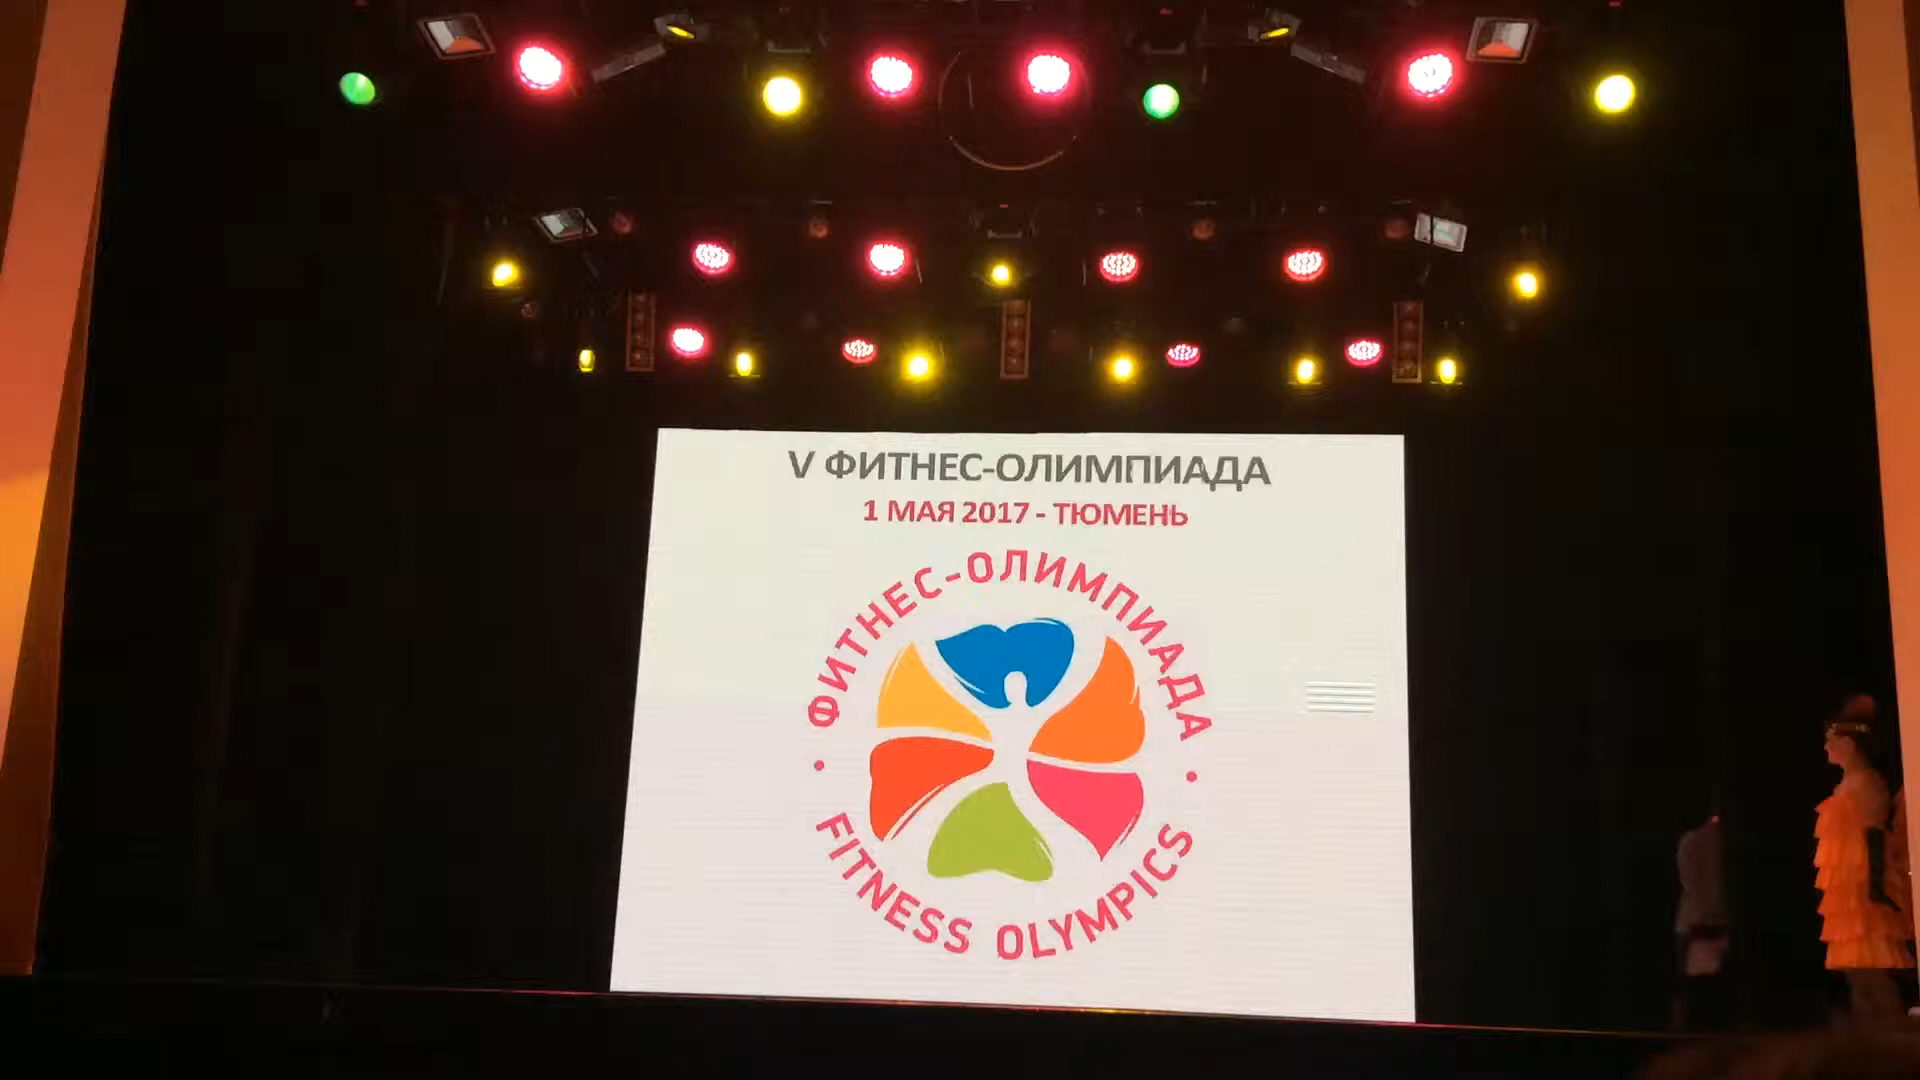 V ФИТНЕС-ОЛИМПИАДА
1 МАЯ 2017 - ТЮМЕНЬ
ФИТНЕС-ОЛИМПИАДА
FITNESS OLYMPICS